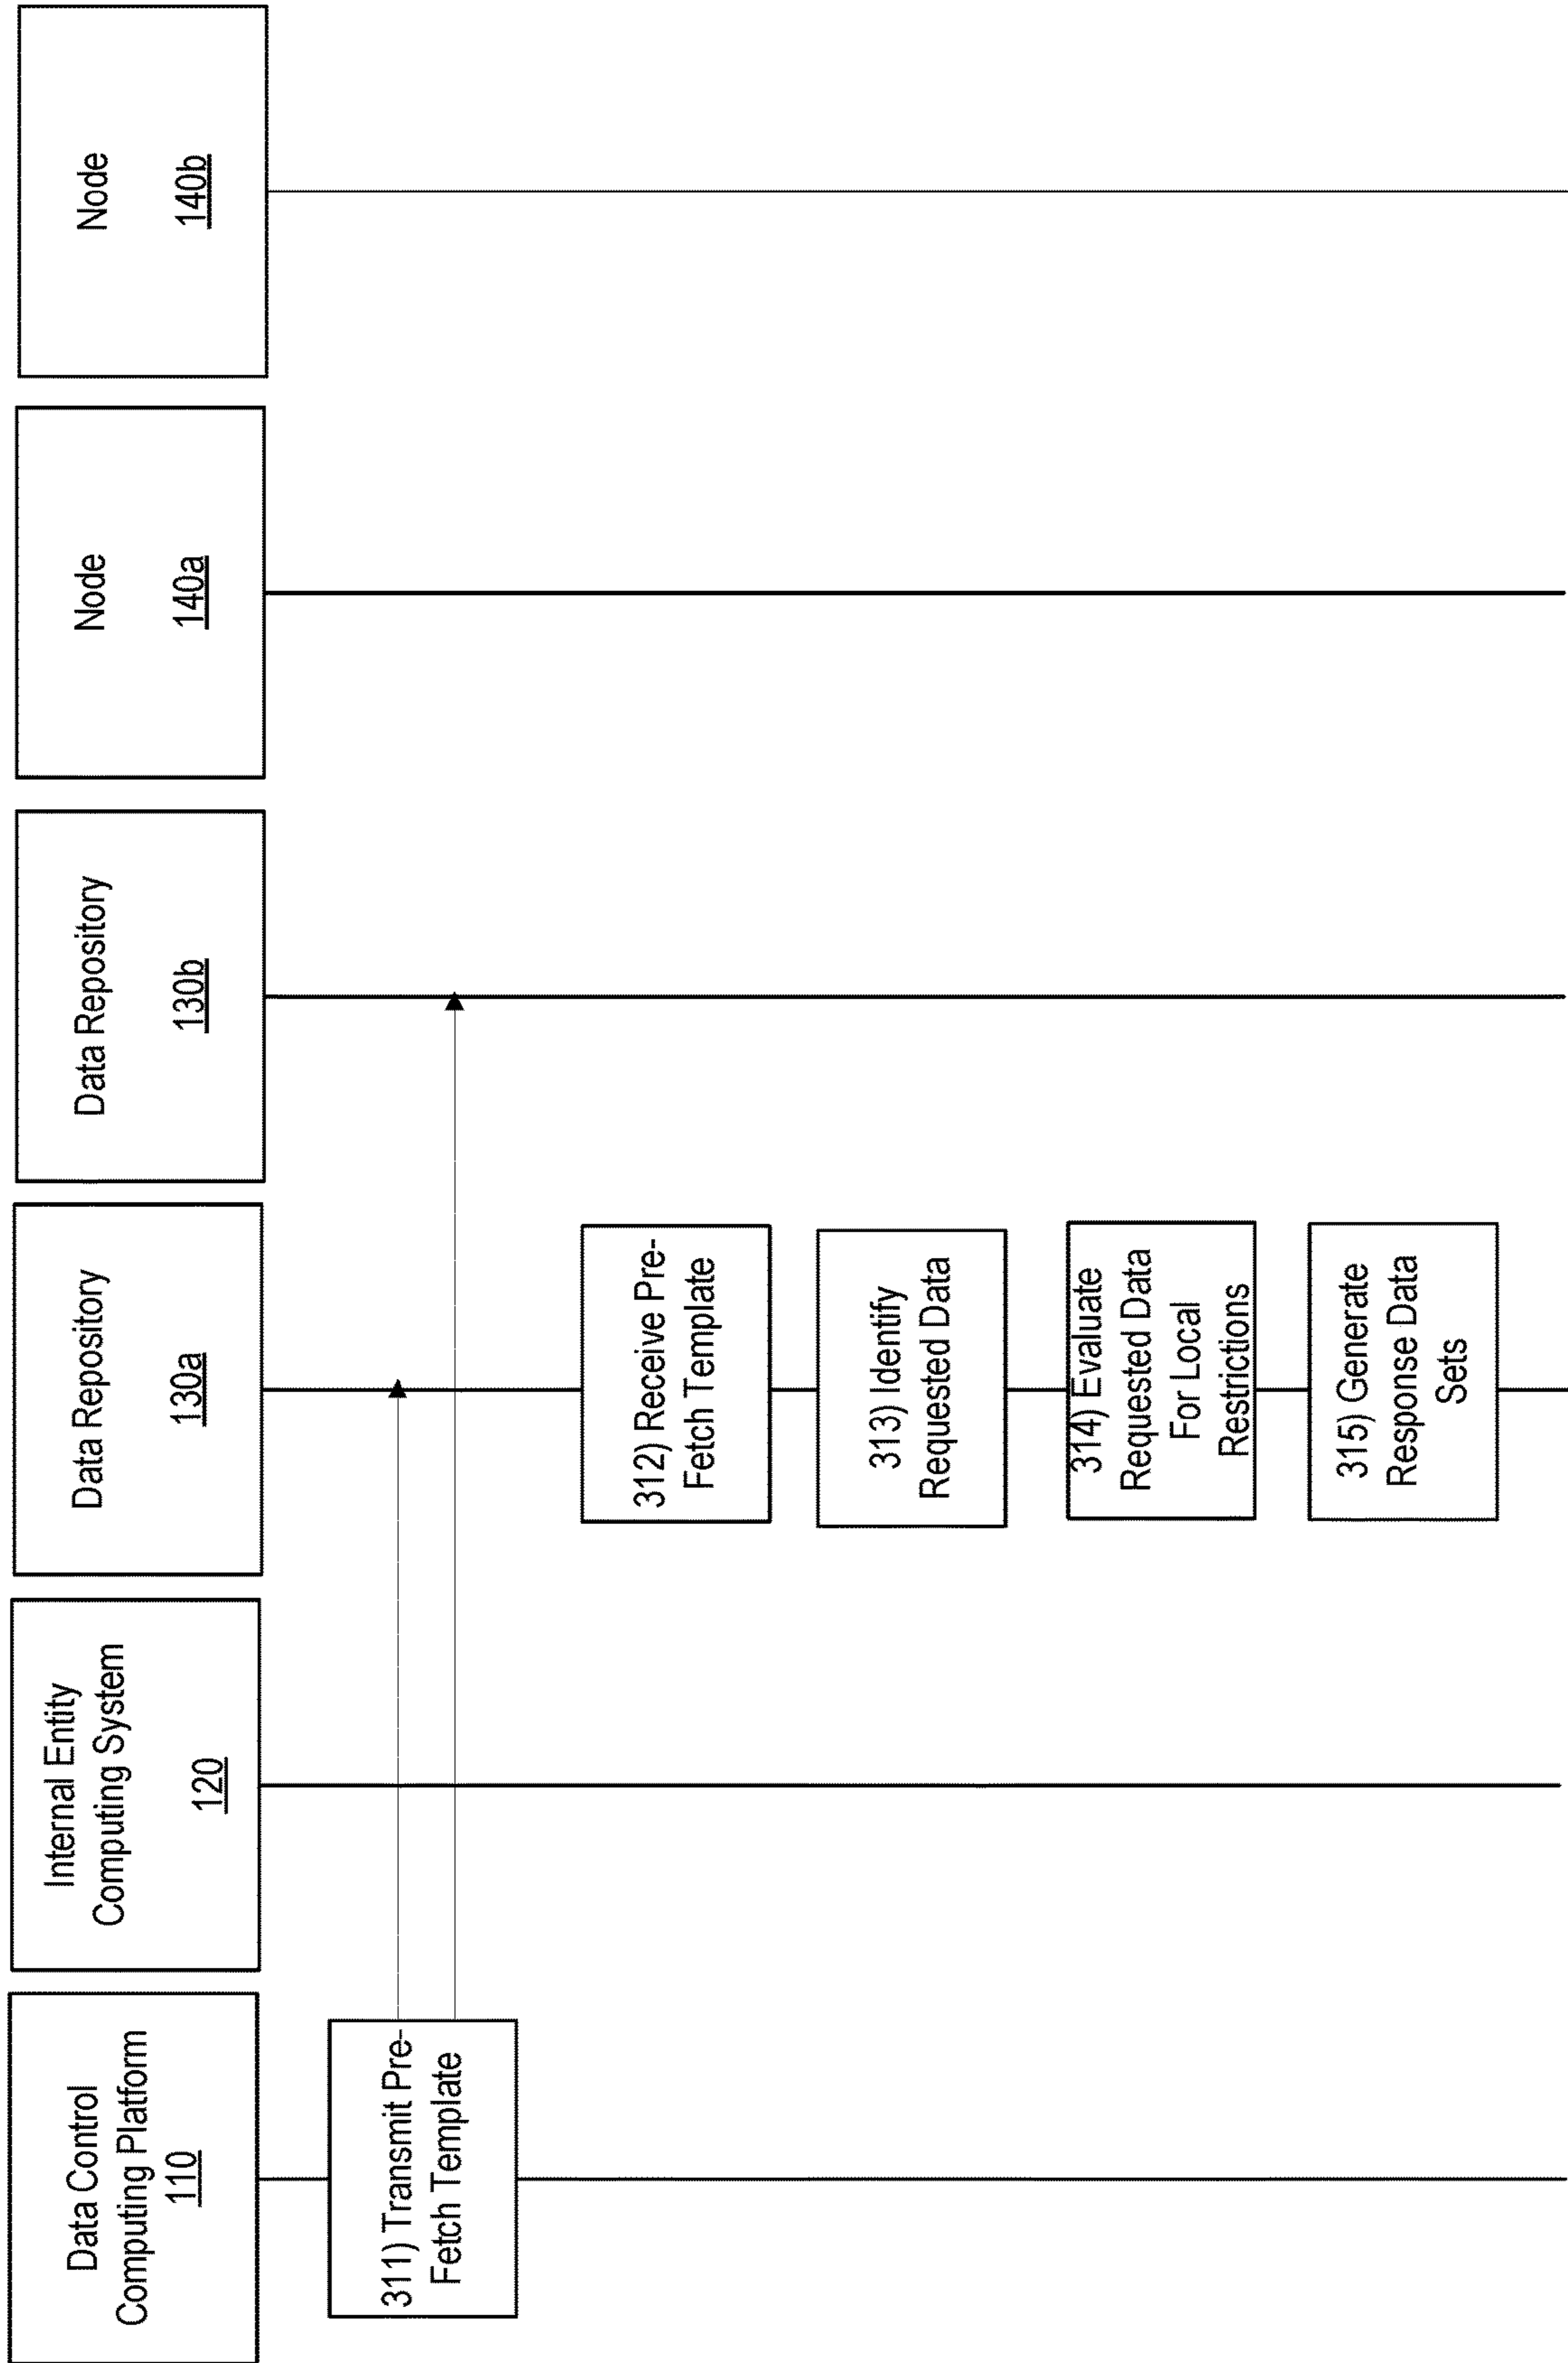 Data Control
Computing Platform
110
Internal Entity
Computing System
120
Data Repository
130a
Data Repository
130b
Node
140a
Node
140b
311) Transmit Pre-
Fetch Template
312) Receive Pre-
Fetch Template
313) Identify
Requested Data
314) Evaluate
Requested Data
For Local
Restrictions
315) Generate
Response Data
Sets